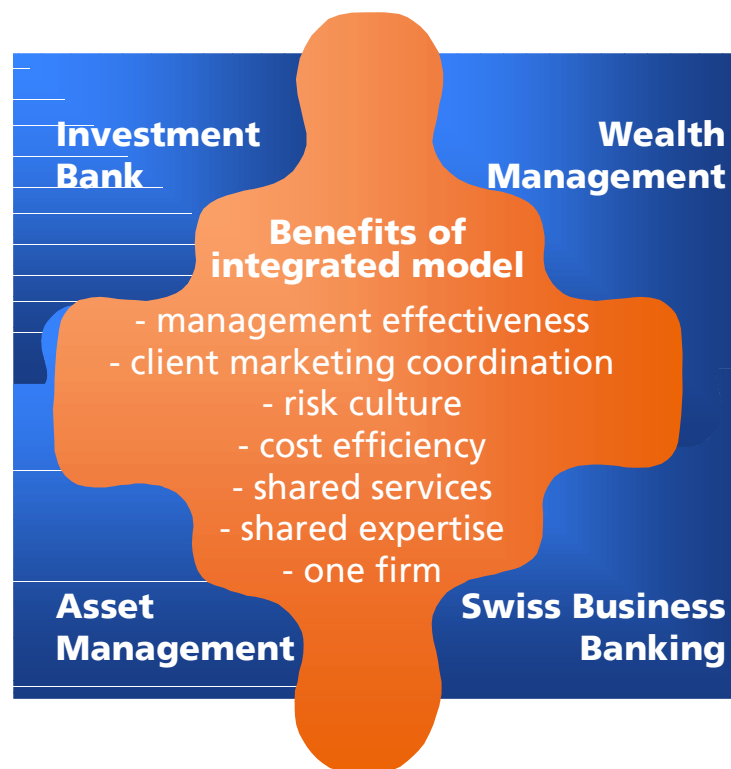 Investment
Bank
Wealth
Management
Benefits of
integrated model
- management effectiveness
- client marketing coordination
- risk culture
- cost efficiency
- shared services
- shared expertise
- one firm
Asset
Management
Swiss Business
Banking